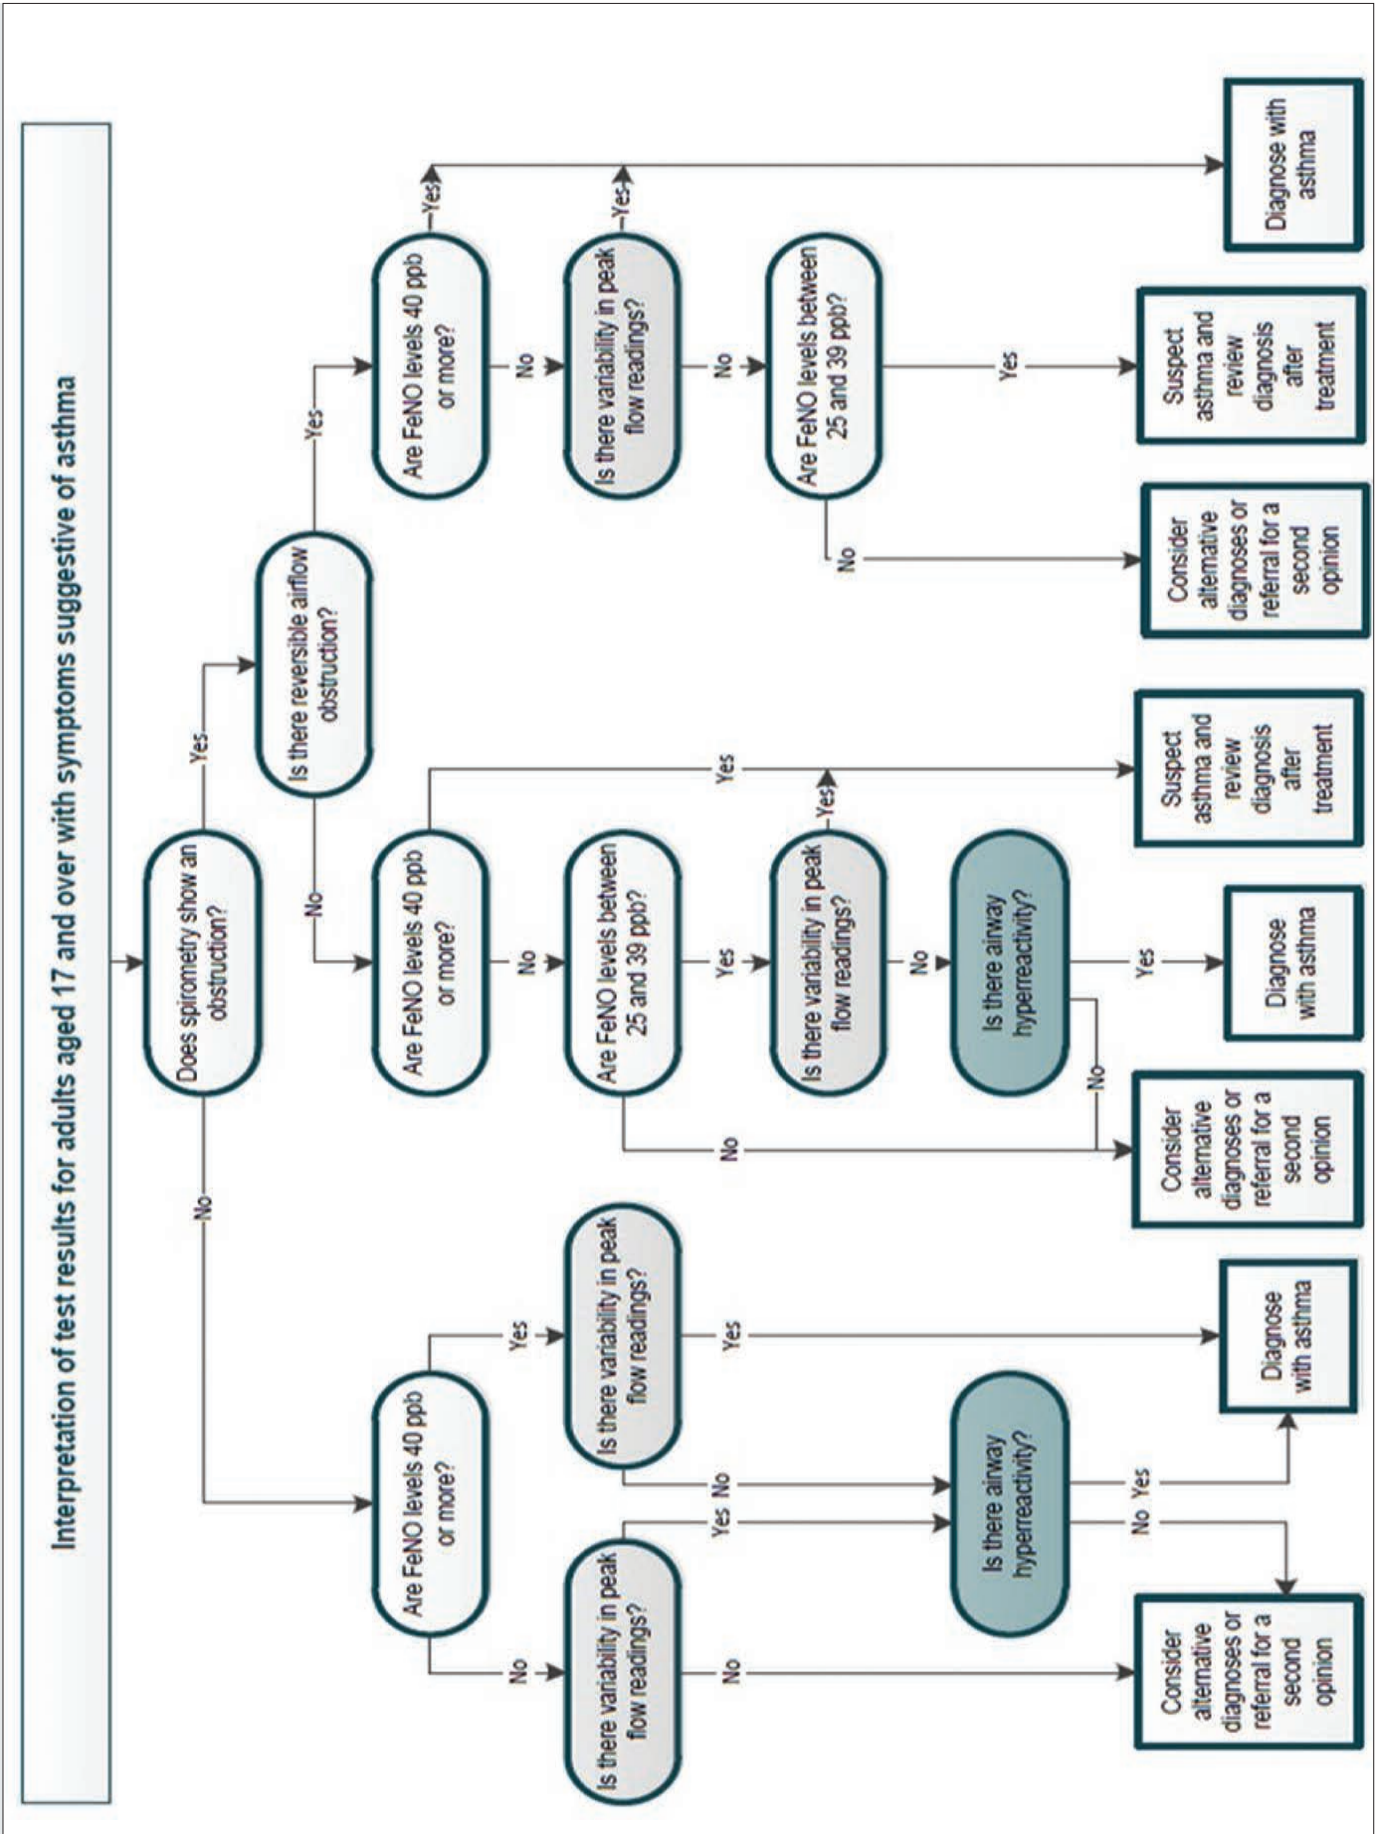 Interpretation of test results for adults aged 17 and over with symptoms suggestive of asthma
Does spirometry show an
obstruction?
No
Yes
Is there reversible airflow
obstruction?
No
Yes
Are FeNO levels 40 ppb
or more?
No
Yes
Are FeNO levels 40 ppb
or more?
No
Yes
Are FeNO levels 40 ppb
or more?
No
Yes
Is there variability in peak
flow readings?
No
Yes
Is there variability in peak
flow readings?
No
Yes
Are FeNO levels between
25 and 39 ppb?
No
Yes
Is there variability in peak
flow readings?
No
Yes
Is there variability in peak
flow readings?
No
Yes
Are FeNO levels between
25 and 39 ppb?
No
Yes
Is there airway
hyperreactivity?
No
Yes
Is there airway
hyperreactivity?
No
Yes
Consider
alternative
diagnoses or
referral for a
second
opinion
Diagnose
with asthma
Consider
alternative
diagnoses or
referral for a
second
opinion
Diagnose
with asthma
Suspect
asthma and
review
diagnosis
after
treatment
Consider
alternative
diagnoses or
referral for a
second
opinion
Suspect
asthma and
review
diagnosis
after
treatment
Diagnose with
asthma